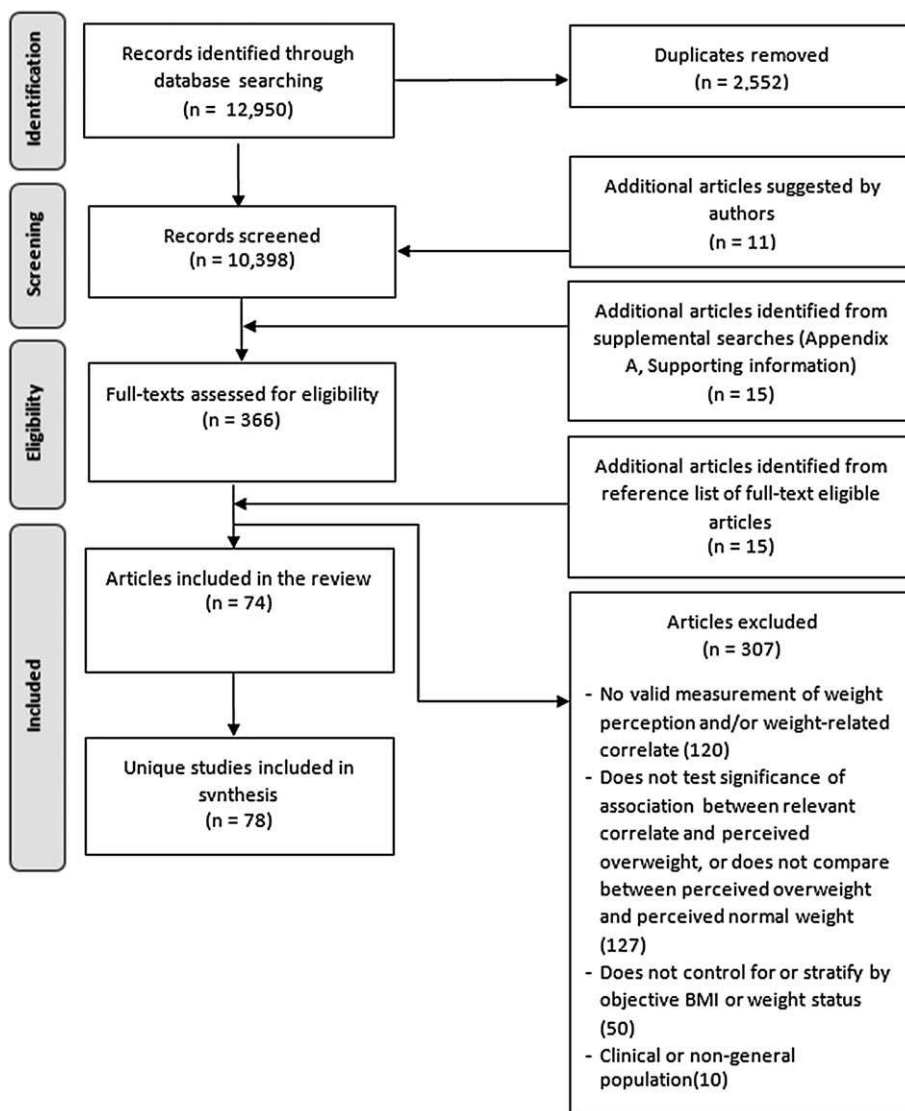 Identification
Records identified through
database searching
(n = 12,950)
Duplicates removed
(n = 2,552)
Screening
Records screened
(n = 10,398)
Additional articles suggested by
authors
(n = 11)
Additional articles identified from
supplemental searches (Appendix
A, Supporting information)
(n = 15)
Eligibility
Full-texts assessed for eligibility
(n = 366)
Additional articles identified from
reference list of full-text eligible
articles
(n = 15)
Included
Articles included in the review
(n = 74)
Unique studies included in
synthesis
(n = 78)
Articles excluded
(n = 307)
- No valid measurement of weight
perception and/or weight-related
correlate (120)
- Does not test significance of
association between relevant
correlate and perceived
overweight, or does not compare
between perceived overweight
and perceived normal weight
(127)
- Does not control for or stratify by
objective BMI or weight status
(50)
- Clinical or non-general
population(10)